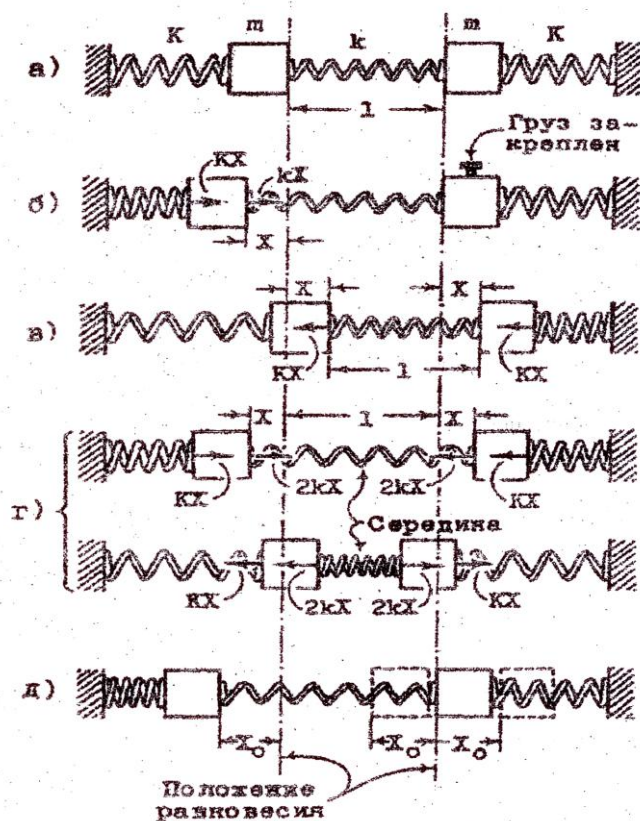 K m k m K
а)
l
Груз за-
креплен
KX kX
б)
X
X X
в)
KX l KX
X l X
KX 2kX 2kX KX
г)
Середина
KX 2kX 2kX KX
д)
X₀ X₀ X₀
Положение
равновесия